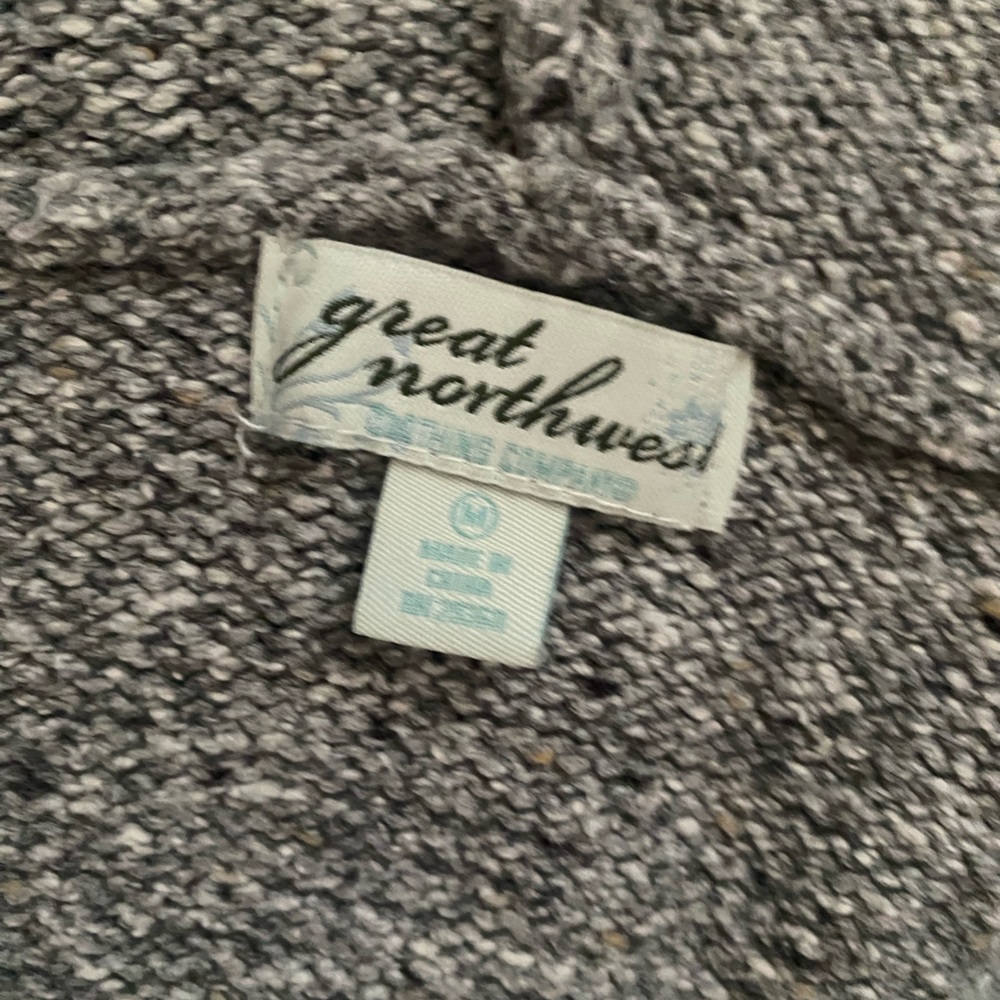 great
northwest
CLOTHING COMPANY
M
MADE IN
CHINA